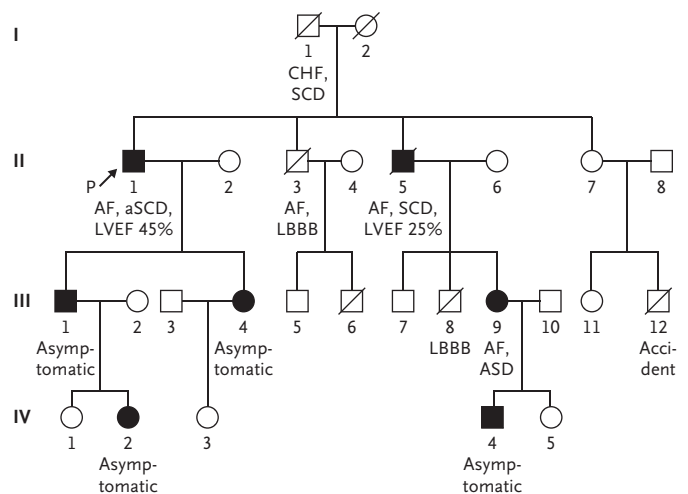 I
1 2
CHF,
SCD
II
P 1 2 3 4 5 6 7 8
AF, aSCD, AF, AF, SCD,
LVEF 45% LBBB LVEF 25%
III
1 2 3 4 5 6 7 8 9 10 11 12
Asymp- Asymp- LBBB AF, Acci-
tomatic tomatic ASD dent
IV
1 2 3 4 5
Asymp- Asymp-
tomatic tomatic